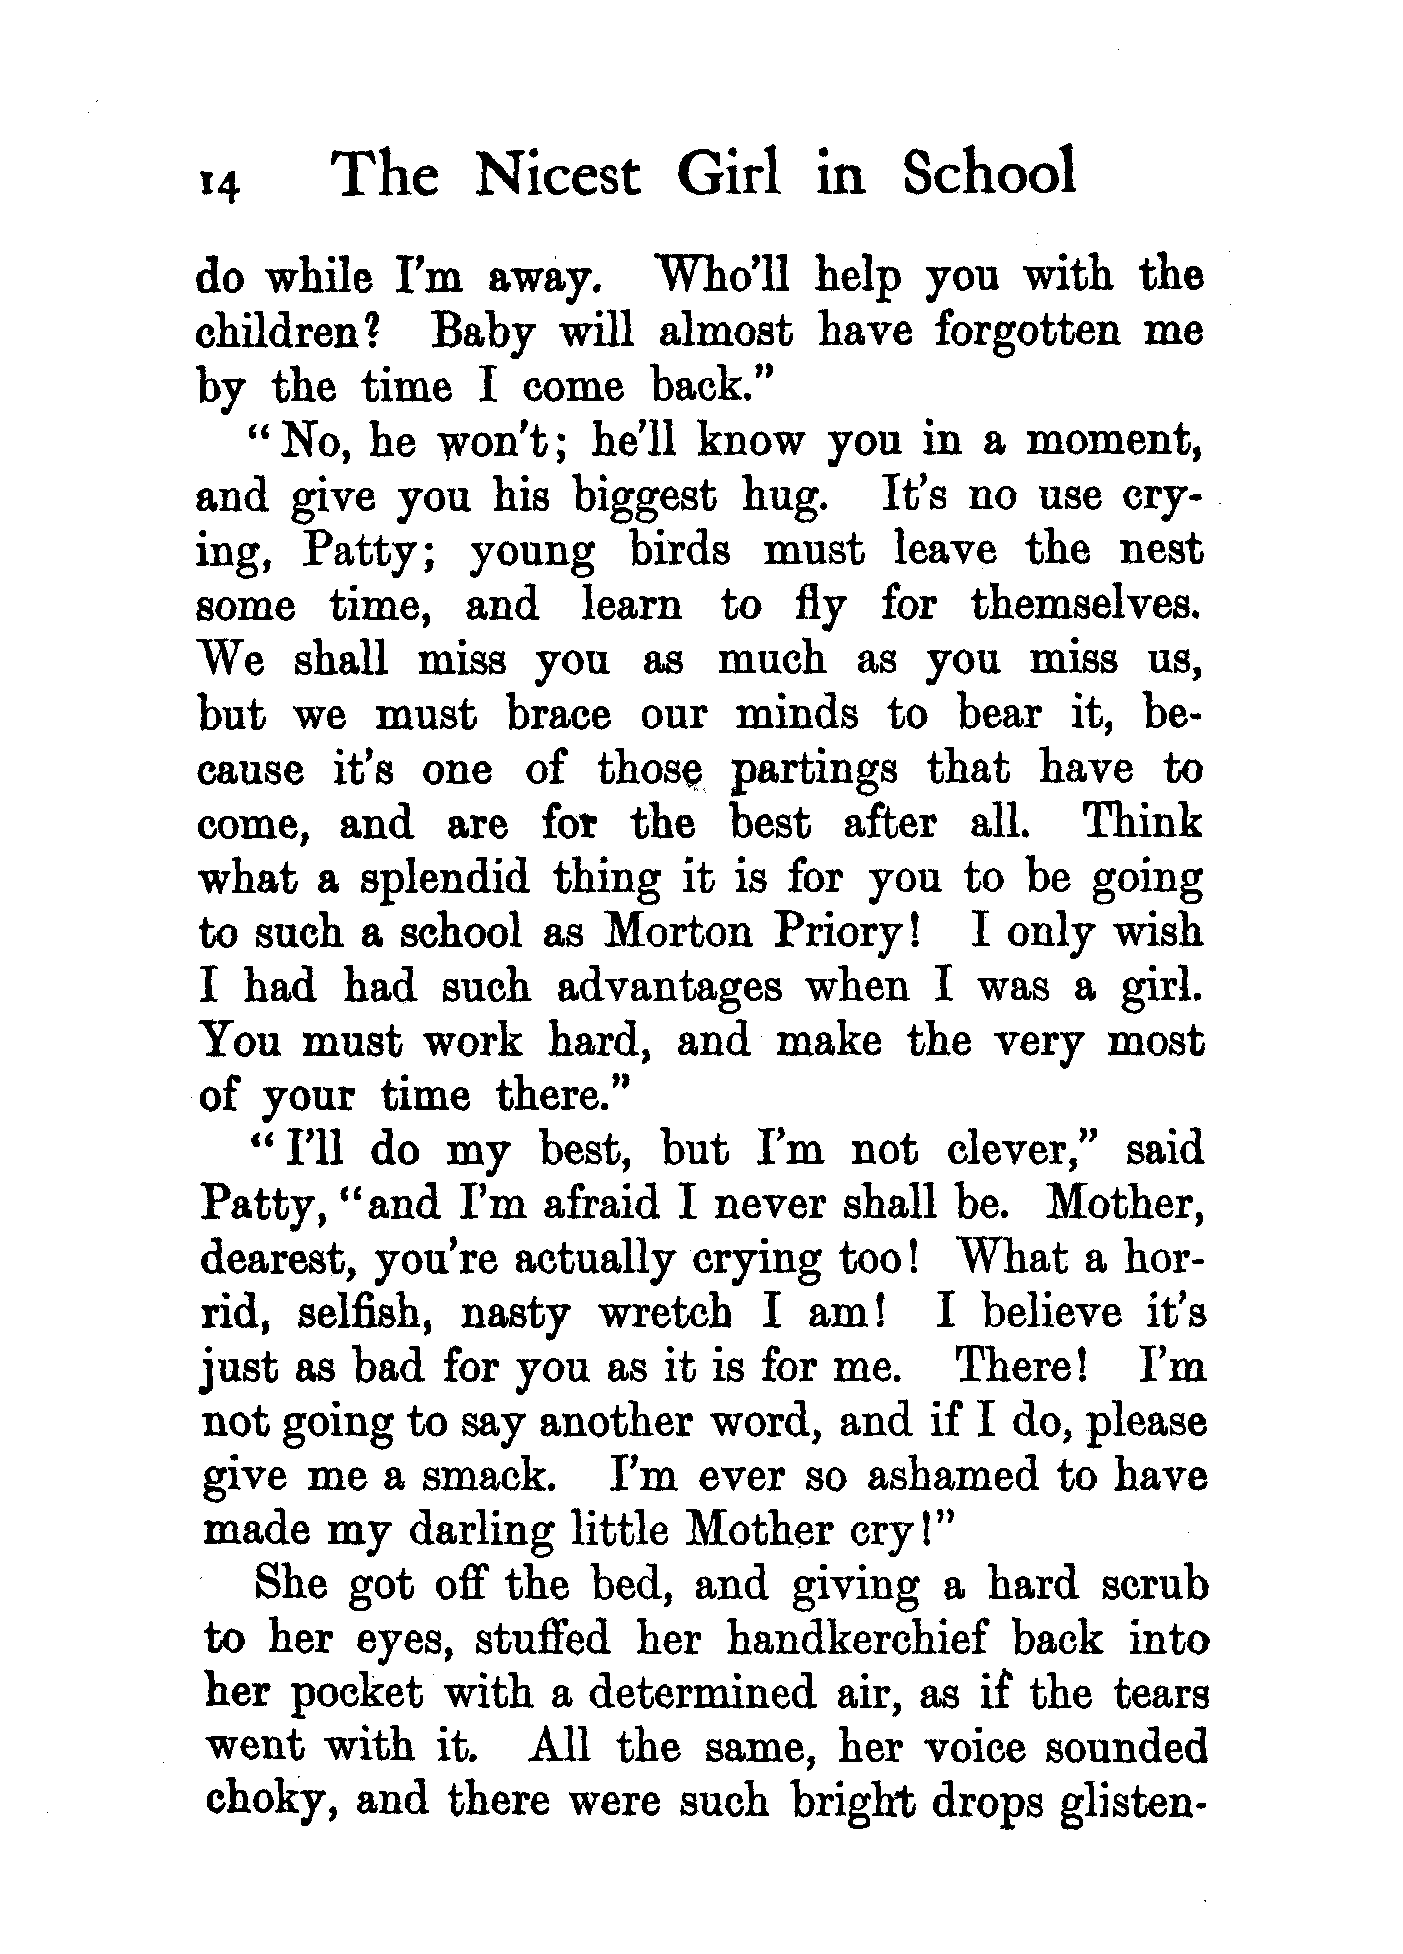 14 The Nicest Girl in School
do while I'm away. Who'll help you with the
children? Baby will almost have forgotten me
by the time I come back."
"No, he won't; he'll know you in a moment,
and give you his biggest hug. It's no use cry-
ing, Patty; young birds must leave the nest
some time, and learn to fly for themselves.
We shall miss you as much as you miss us,
but we must brace our minds to bear it, be-
cause it's one of those partings that have to
come, and are for the best after all. Think
what a splendid thing it is for you to be going
to such a school as Morton Priory! I only wish
I had had such advantages when I was a girl.
You must work hard, and make the very most
of your time there."
"I'll do my best, but I'm not clever," said
Patty, "and I'm afraid I never shall be. Mother,
dearest, you're actually crying too! What a hor-
rid, selfish, nasty wretch I am! I believe it's
just as bad for you as it is for me. There! I'm
not going to say another word, and if I do, please
give me a smack. I'm ever so ashamed to have
made my darling little Mother cry!"
She got off the bed, and giving a hard scrub
to her eyes, stuffed her handkerchief back into
her pocket with a determined air, as if the tears
went with it. All the same, her voice sounded
choky, and there were such bright drops glisten-